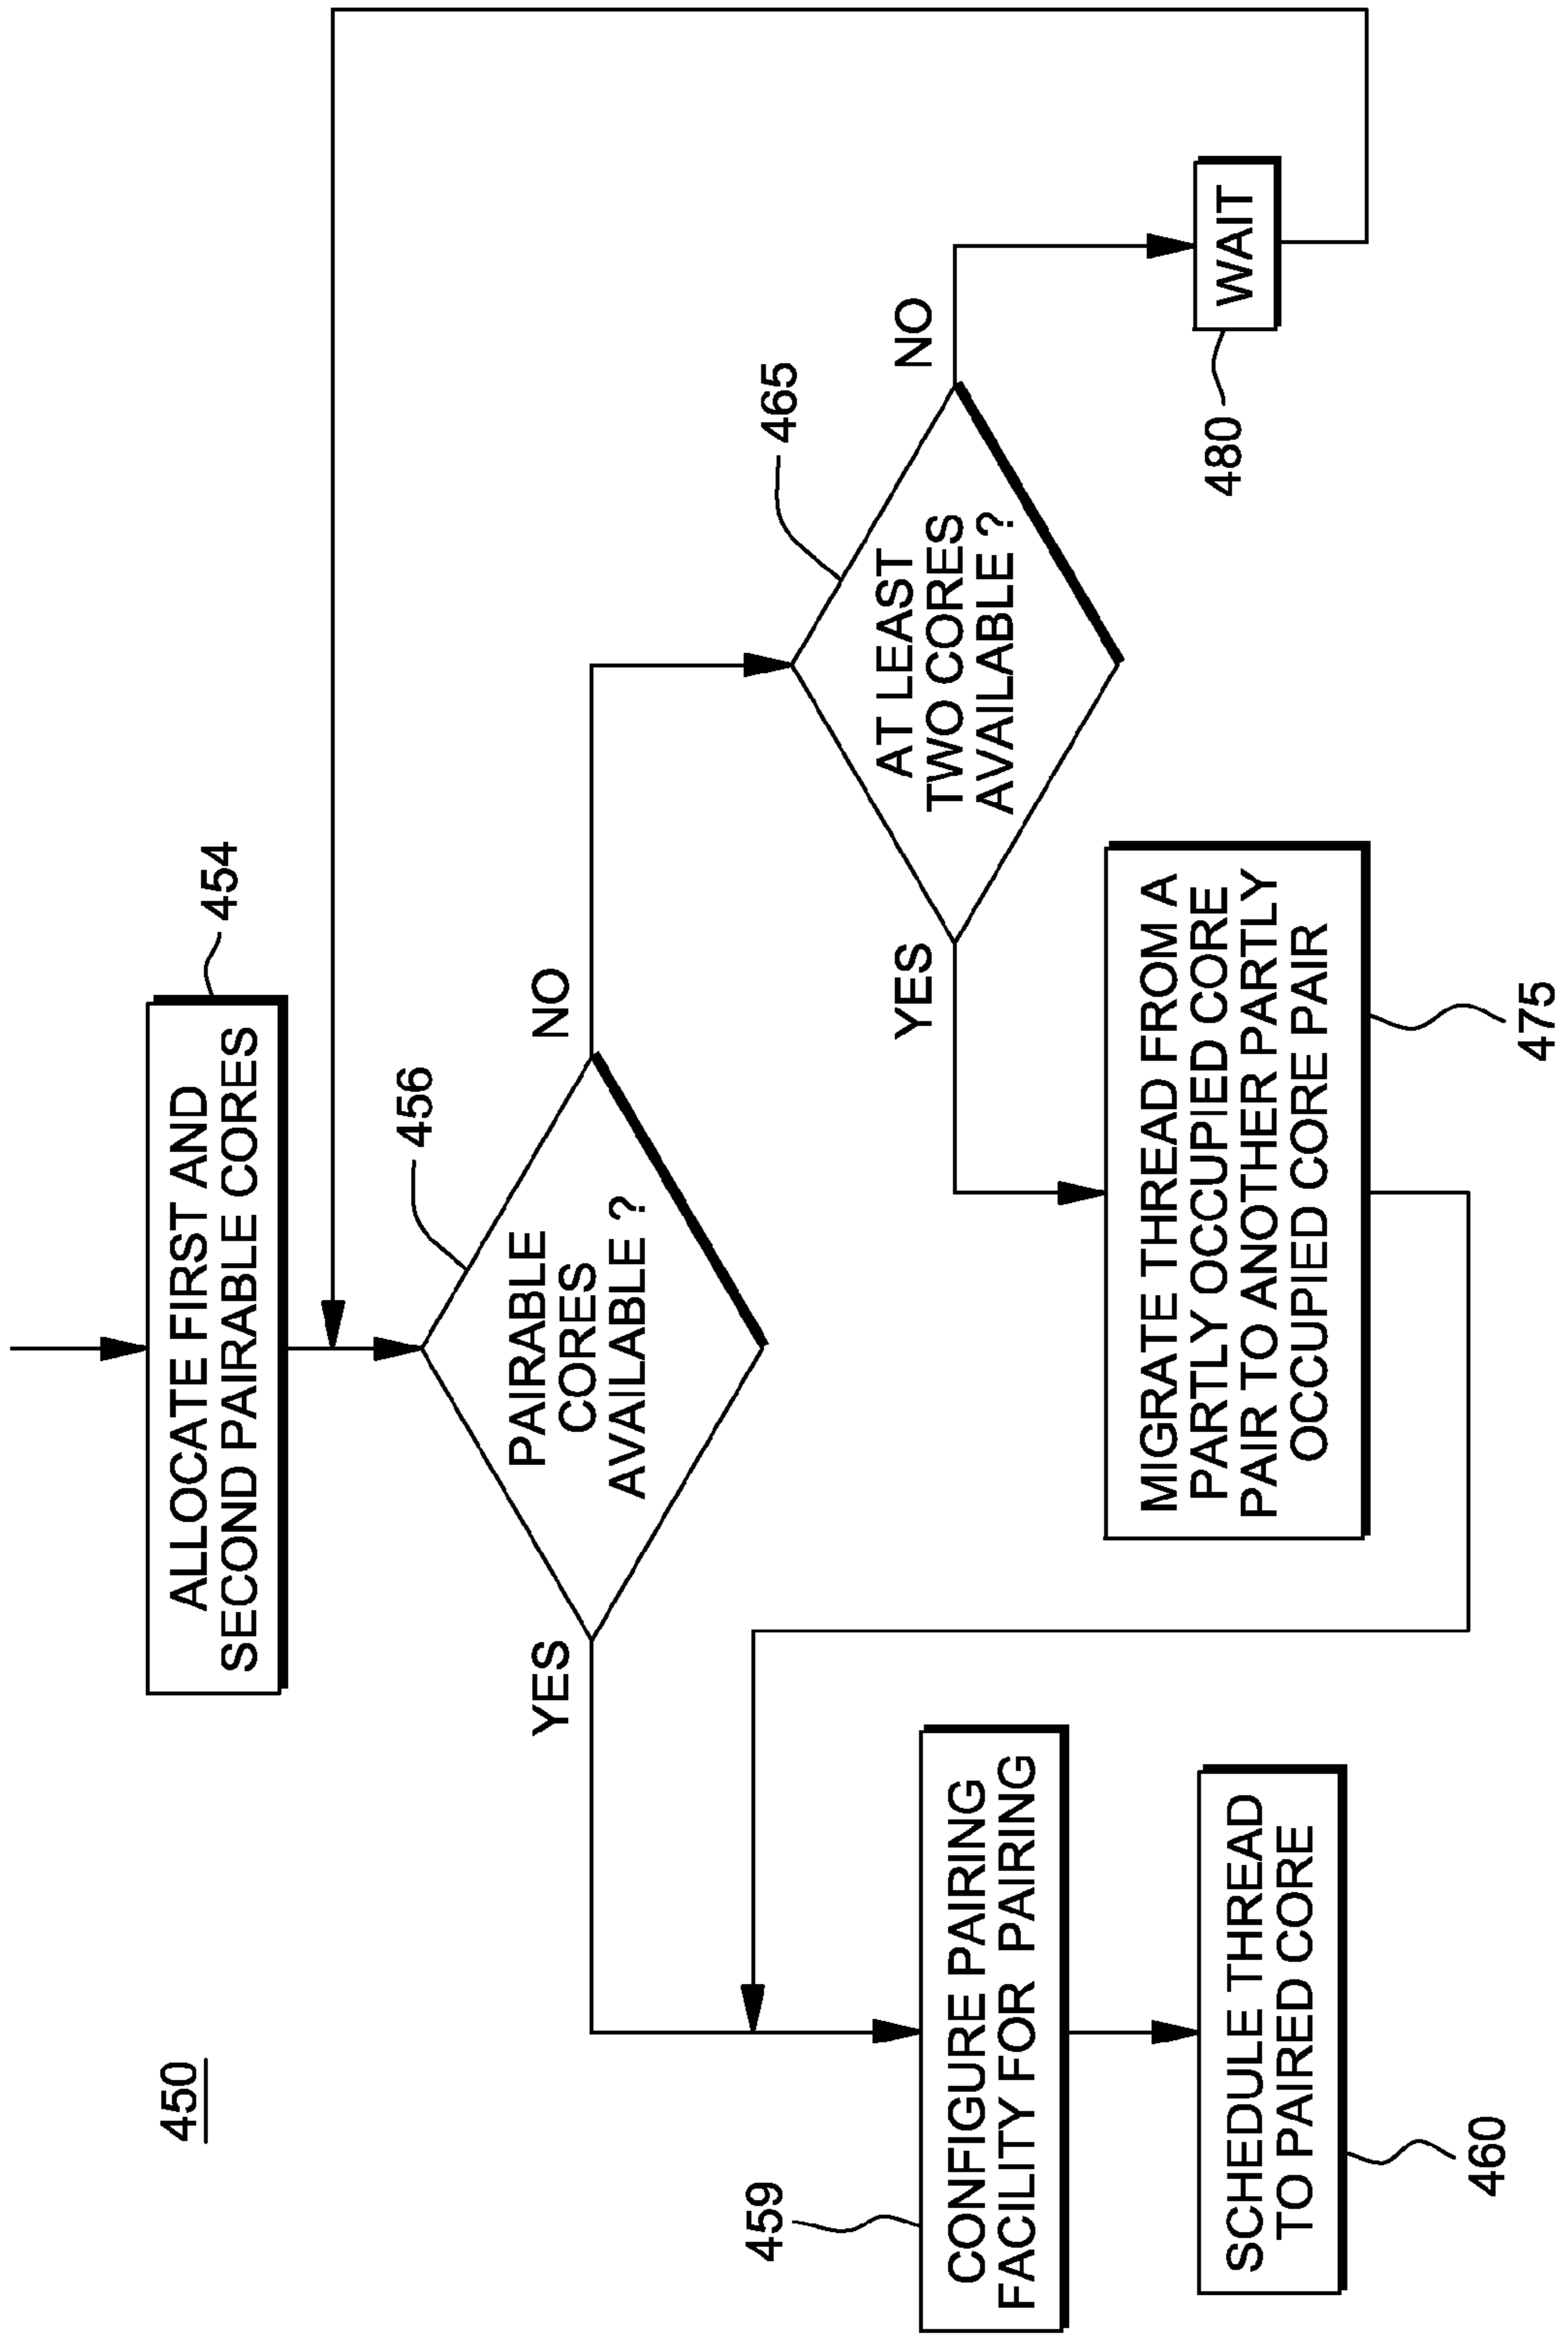 450
ALLOCATE FIRST AND
SECOND PAIRABLE CORES
454
456
PAIRABLE
CORES
AVAILABLE ?
YES
NO
465
AT LEAST
TWO CORES
AVAILABLE ?
YES
NO
459
CONFIGURE PAIRING
FACILITY FOR PAIRING
MIGRATE THREAD FROM A
PARTLY OCCUPIED CORE
PAIR TO ANOTHER PARTLY
OCCUPIED CORE PAIR
475
480
WAIT
SCHEDULE THREAD
TO PAIRED CORE
460